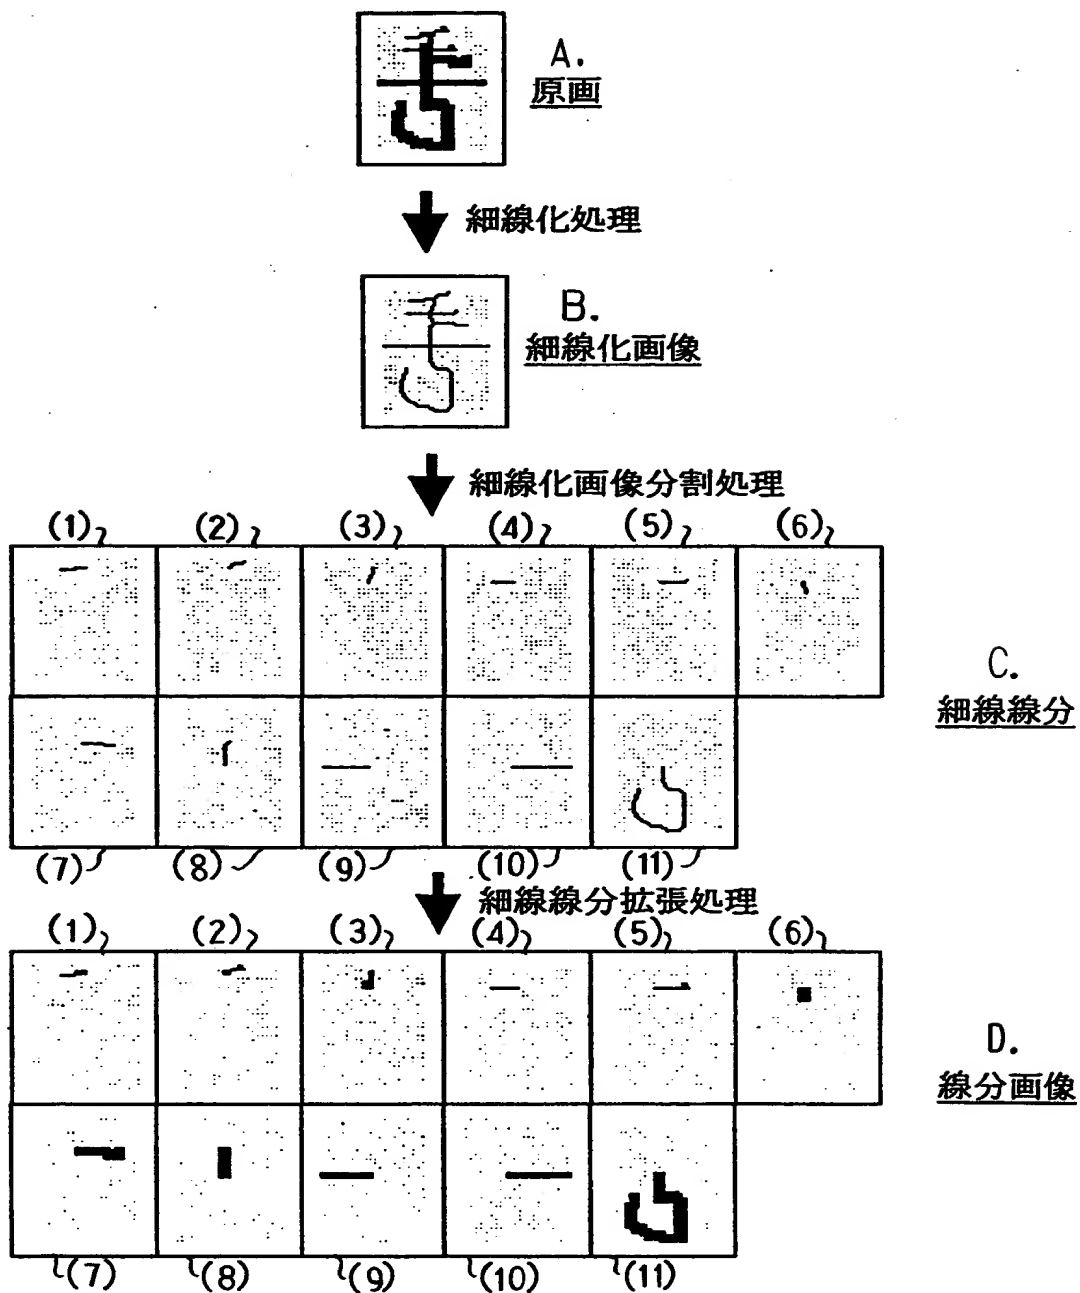 A.
原画
細線化処理
B.
細線化画像
細線化画像分割処理
(1) (2) (3) (4) (5) (6)
C.
細線線分
(7) (8) (9) (10) (11)
細線線分拡張処理
(1) (2) (3) (4) (5) (6)
D.
線分画像
(7) (8) (9) (10) (11)